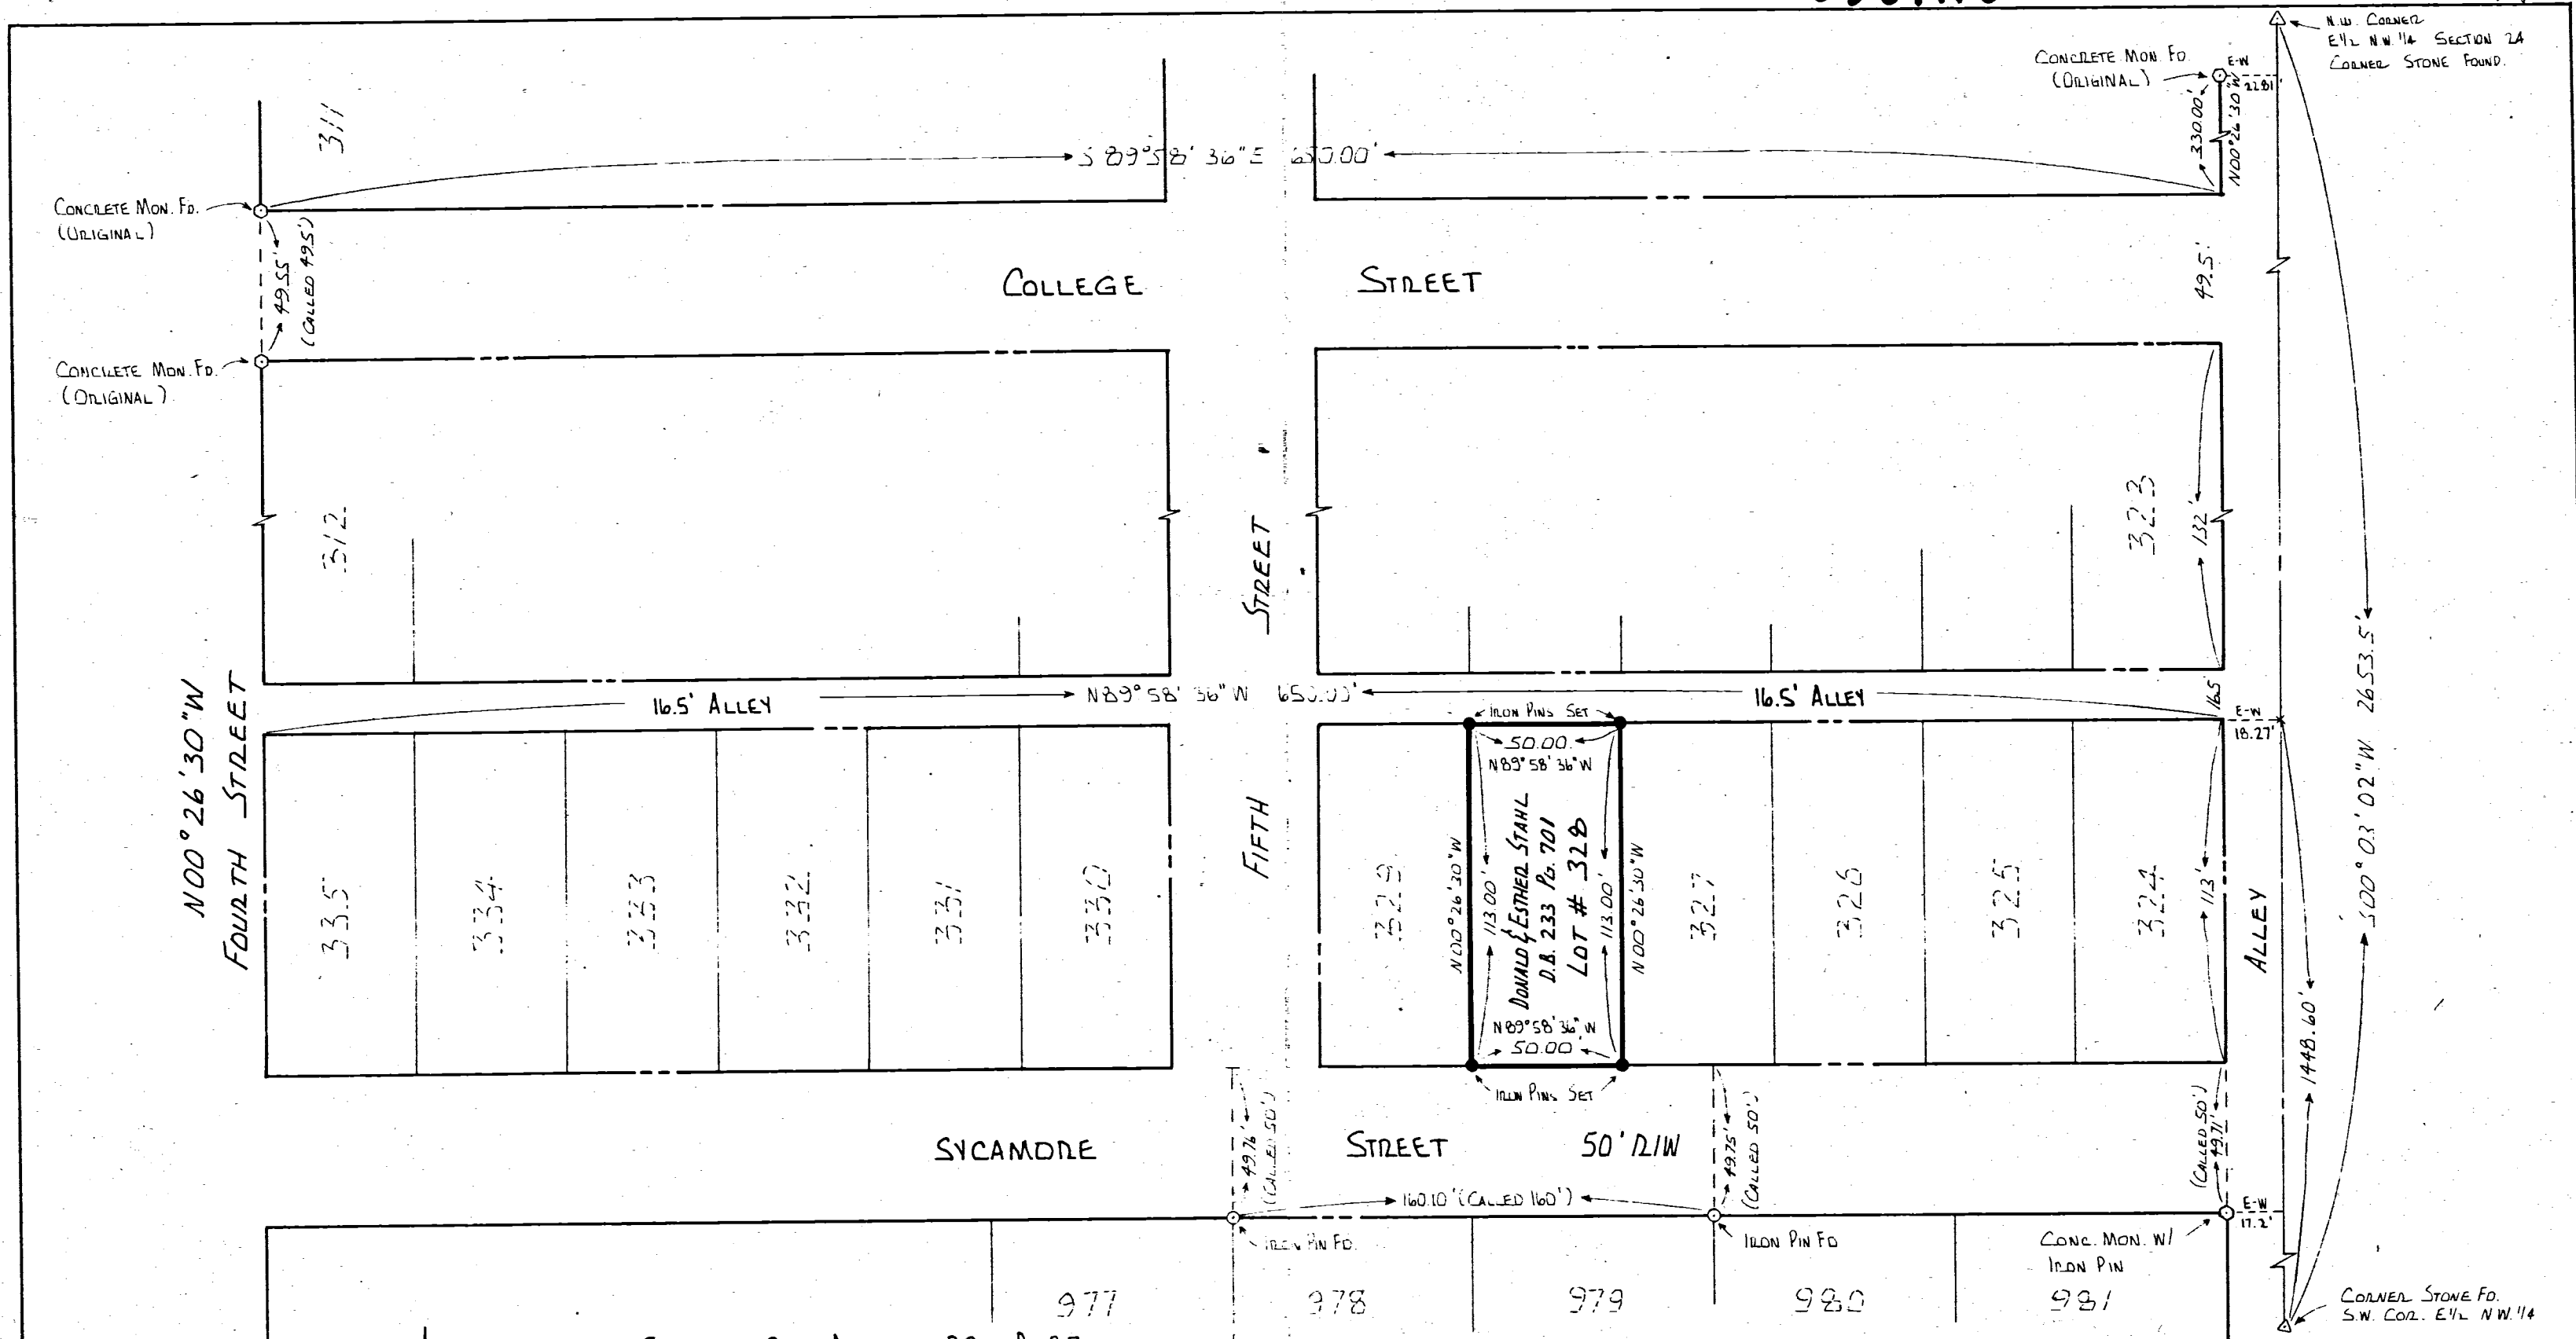 N.W. CORNER
E 1/2 N.W. 1/4 SECTION 24
CORNER STONE FOUND.
CONCRETE MON. FD.
(ORIGINAL)
E-W
22.81'
330.00'
N00°26'30"W
311
S 89°58'36"E 650.00'
CONCRETE MON. FD.
(ORIGINAL)
49.55'
(CALLED 49.5')
COLLEGE STREET
49.5'
CONCRETE MON. FD.
(ORIGINAL)
312
323
132'
S00°03'02"W 2653.5'
N00°26'30"W
FOURTH STREET
FIFTH STREET
16.5' ALLEY
N89°58'36"W 650.00'
16.5' ALLEY
16.5'
E-W
18.27'
IRON PINS SET
50.00'
N89°58'36"W
335
334
333
332
331
330
329
N00°26'30"W
113.00'
DONALD & ESTHER STAHL
D.B. 233 PG. 701
LOT # 328
113.00'
N00°26'30"W
327
326
325
324
113'
ALLEY
1448.60'
N89°58'36"W
50.00'
IRON PINS SET
SYCAMORE STREET 50' R/W
49.76'
(CALLED 50')
49.75'
(CALLED 50')
(CALLED 50')
49.71'
160.10' (CALLED 160')
E-W
17.2'
IRON PIN FD.
IRON PIN FD
CONC. MON. W/
IRON PIN
977
978
979
980
981
CORNER STONE FD.
S.W. COR. E 1/2 N.W. 1/4